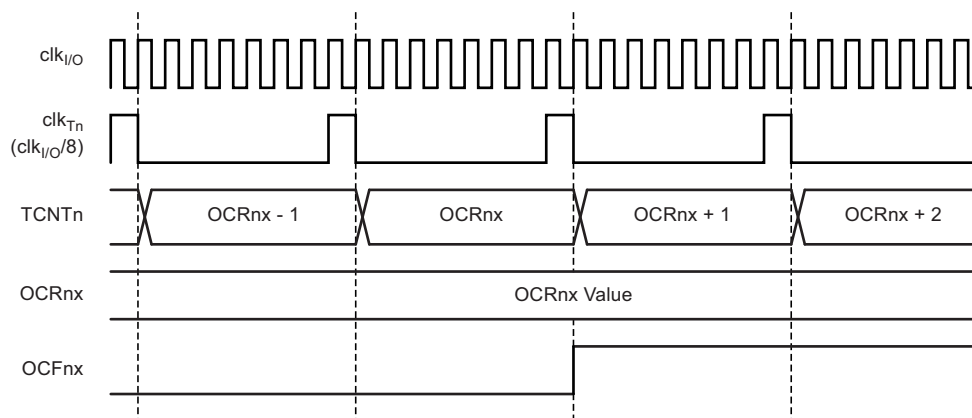 clkI/O
clkTn
(clkI/O/8)
TCNTn
OCRnx - 1
OCRnx
OCRnx + 1
OCRnx + 2
OCRnx
OCRnx Value
OCFnx